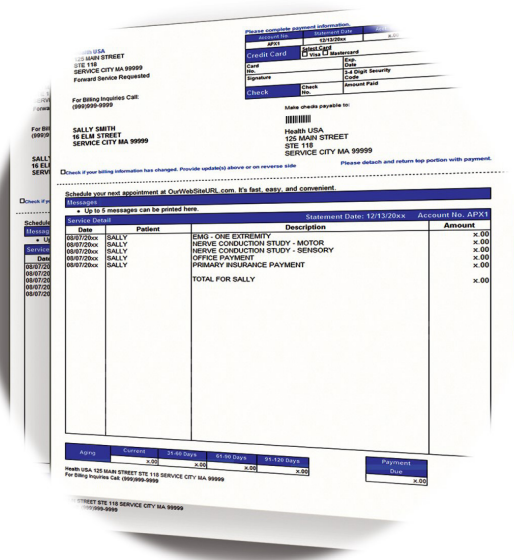 Please complete payment information.
Account No. Statement Date
APX1 12/13/20xx x.00
Health USA
125 MAIN STREET
STE 118
SERVICE CITY MA 99999
Forward Service Requested
Credit Card Select Card
Visa Mastercard
Card No. Exp. Date
Signature 3-4 Digit Security Code
Check Check No. Amount Paid
For Billing Inquiries Call:
(999)999-9999
Make checks payable to:
SALLY SMITH
16 ELM STREET
SERVICE CITY MA 99999
Health USA
125 MAIN STREET
STE 118
SERVICE CITY MA 99999
Check if your billing information has changed. Provide update(s) above or on reverse side
Please detach and return top portion with payment.
Schedule your next appointment at OurWebSiteURL.com. It's fast, easy, and convenient.
Messages
• Up to 5 messages can be printed here.
Service Detail Statement Date: 12/13/20xx Account No. APX1
Date Patient Description Amount
08/07/20xx SALLY EMG - ONE EXTREMITY x.00
08/07/20xx SALLY NERVE CONDUCTION STUDY - MOTOR x.00
08/07/20xx SALLY NERVE CONDUCTION STUDY - SENSORY x.00
08/07/20xx SALLY OFFICE PAYMENT x.00
08/07/20xx SALLY PRIMARY INSURANCE PAYMENT x.00
TOTAL FOR SALLY x.00
Aging Current 31-60 Days 61-90 Days 91-120 Days Payment Due
x.00 x.00 x.00 x.00 x.00
Health USA 125 MAIN STREET STE 118 SERVICE CITY MA 99999
For Billing Inquiries Call: (999)999-9999
STREET STE 118 SERVICE CITY MA 99999